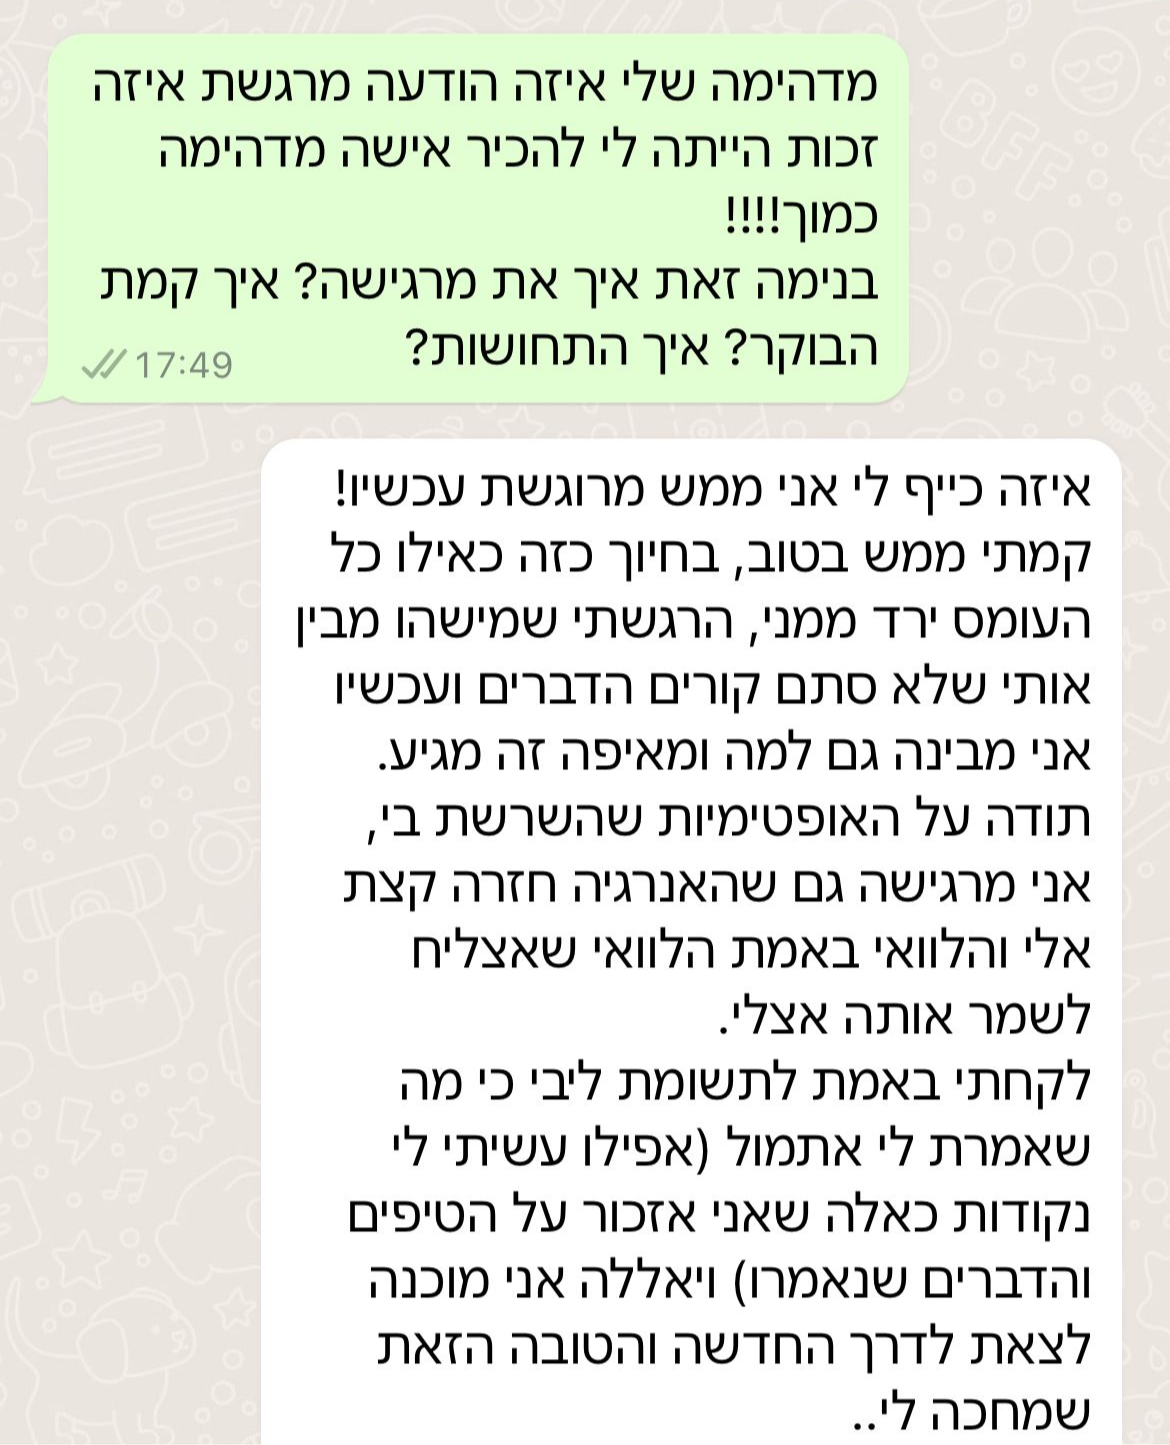 מדהימה שלי איזה הודעה מרגשת איזה
זכות הייתה לי להכיר אישה מדהימה
כמוך!!!!
בנימה זאת איך את מרגישה? איך קמת
הבוקר? איך התחושות?
17:49
איזה כייף לי אני ממש מרוגשת עכשיו!
קמתי ממש בטוב, בחיוך כזה כאילו כל
העומס ירד ממני, הרגשתי שמישהו מבין
אותי שלא סתם קורים הדברים ועכשיו
אני מבינה גם למה ומאיפה זה מגיע.
תודה על האופטימיות שהשרשת בי,
אני מרגישה גם שהאנרגיה חזרה קצת
אלי והלוואי באמת הלוואי שאצליח
לשמר אותה אצלי.
לקחתי באמת לתשומת ליבי כי מה
שאמרת לי אתמול (אפילו עשיתי לי
נקודות כאלה שאני אזכור על הטיפים
והדברים שנאמרו) ויאללה אני מוכנה
לצאת לדרך החדשה והטובה הזאת
שמחכה לי..